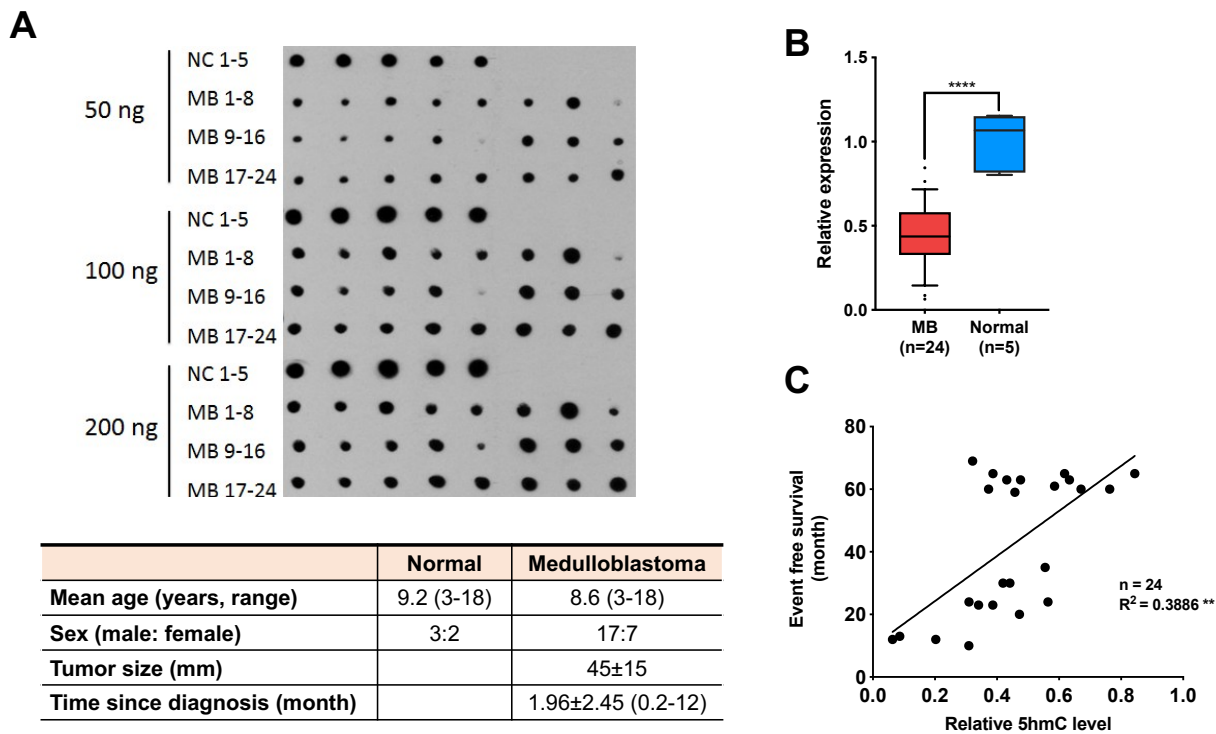 A
50 ng
NC 1-5
MB 1-8
MB 9-16
MB 17-24
100 ng
NC 1-5
MB 1-8
MB 9-16
MB 17-24
200 ng
NC 1-5
MB 1-8
MB 9-16
MB 17-24
Normal Medulloblastoma
Mean age (years, range) 9.2 (3-18) 8.6 (3-18)
Sex (male: female) 3:2 17:7
Tumor size (mm) 45±15
Time since diagnosis (month) 1.96±2.45 (0.2-12)
B
Relative expression
1.5
1.0
0.5
0.0
****
MB Normal
(n=24) (n=5)
C
Event free survival
(month)
80
60
40
20
0
n = 24
R² = 0.3886 **
0.0 0.2 0.4 0.6 0.8 1.0
Relative 5hmC level